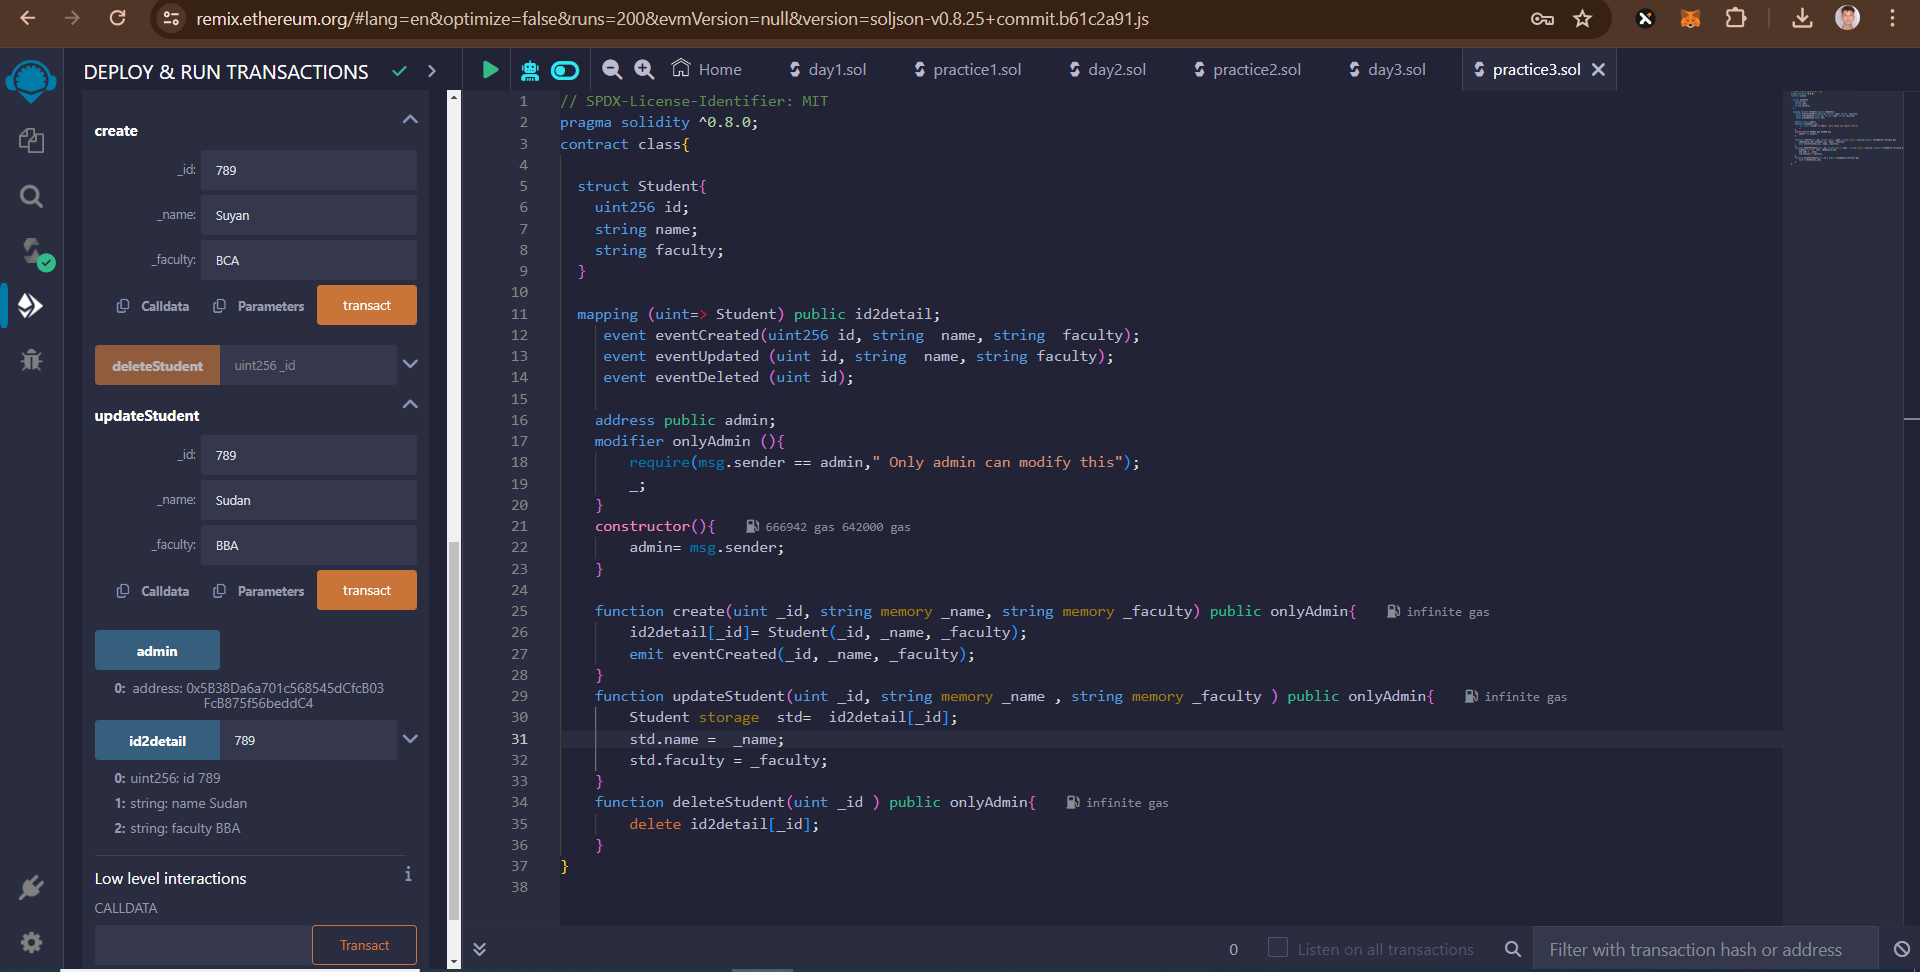 remix.ethereum.org/#lang=en&optimize=false&runs=200&evmVersion=null&version=soljson-v0.8.25+commit.b61c2a91.js
DEPLOY & RUN TRANSACTIONS
create
_id: 789
_name: Suyan
_faculty: BCA
Calldata Parameters transact
deleteStudent uint256 _id
updateStudent
_id: 789
_name: Sudan
_faculty: BBA
Calldata Parameters transact
admin
0: address: 0x5B38Da6a701c568545dCfcB03
FcB875f56beddC4
id2detail 789
0: uint256: id 789
1: string: name Sudan
2: string: faculty BBA
Low level interactions i
CALLDATA
Transact
Home day1.sol practice1.sol day2.sol practice2.sol day3.sol practice3.sol
1 // SPDX-License-Identifier: MIT
2 pragma solidity ^0.8.0;
3 contract class{
4
5 struct Student{
6 uint256 id;
7 string name;
8 string faculty;
9 }
10
11 mapping (uint=> Student) public id2detail;
12 event eventCreated(uint256 id, string  name, string  faculty);
13 event eventUpdated (uint id, string  name, string faculty);
14 event eventDeleted (uint id);
15
16 address public admin;
17 modifier onlyAdmin (){
18 require(msg.sender == admin," Only admin can modify this");
19 _;
20 }
21 constructor(){ 666942 gas 642000 gas
22 admin= msg.sender;
23 }
24
25 function create(uint _id, string memory _name, string memory _faculty) public onlyAdmin{ infinite gas
26 id2detail[_id]= Student(_id, _name, _faculty);
27 emit eventCreated(_id, _name, _faculty);
28 }
29 function updateStudent(uint _id, string memory _name , string memory _faculty ) public onlyAdmin{ infinite gas
30 Student storage  std=  id2detail[_id];
31 std.name =  _name;
32 std.faculty = _faculty;
33 }
34 function deleteStudent(uint _id ) public onlyAdmin{ infinite gas
35 delete id2detail[_id];
36 }
37 }
38
0 Listen on all transactions Filter with transaction hash or address